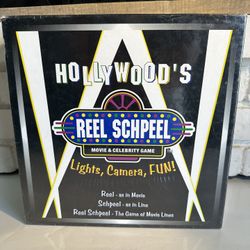 HOLLYWOOD'S
REEL SCHPEEL
MOVIE & CELEBRITY GAME
Lights, Camera, FUN!
Reel - as in Movie
Schpeel - as in Line
Reel Schpeel - The Game of Movie Lines